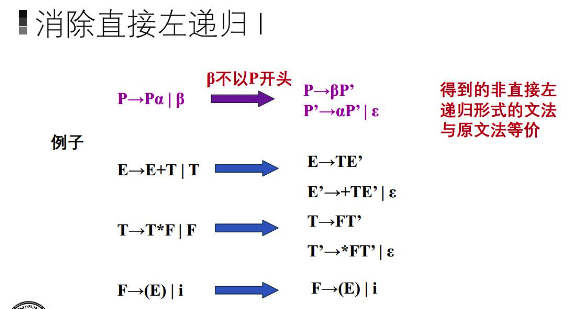 消除直接左递归 I
β不以P开头
P→Pα | β
P→βP’
P’→αP’ | ε
得到的非直接左
递归形式的文法
与原文法等价
例子
E→E+T | T
E→TE’
E’→+TE’ | ε
T→T*F | F
T→FT’
T’→*FT’ | ε
F→(E) | i
F→(E) | i